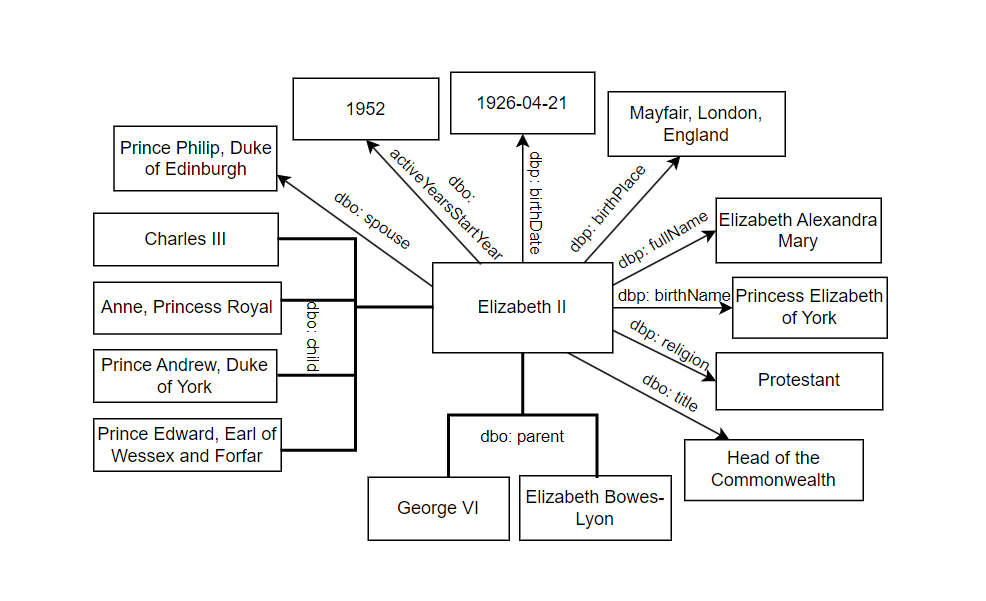 1952
1926-04-21
Mayfair, London,
England
Prince Philip, Duke
of Edinburgh
dbo: spouse
dbo:
activeYearsStartYear
dbp: birthDate
dbp: birthPlace
dbp: fullName
Elizabeth Alexandra
Mary
Charles III
Anne, Princess Royal
dbo: child
Elizabeth II
dbp: birthName
Princess Elizabeth
of York
Prince Andrew, Duke
of York
dbp: religion
Protestant
dbo: title
Prince Edward, Earl of
Wessex and Forfar
dbo: parent
Head of the
Commonwealth
George VI
Elizabeth Bowes-
Lyon